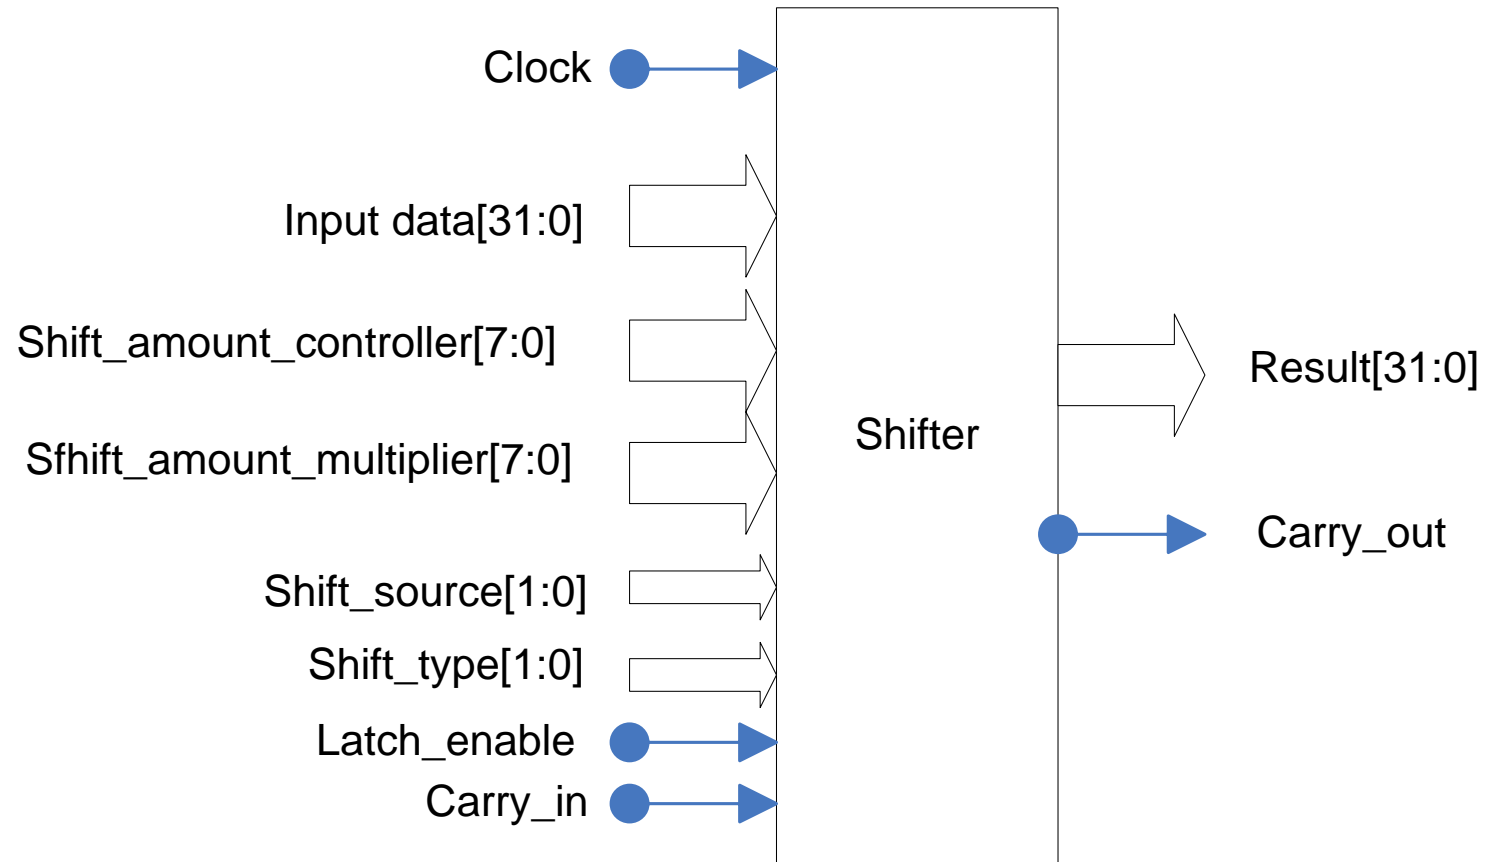 Clock
Input data[31:0]
Shift_amount_controller[7:0]
Sfhift_amount_multiplier[7:0]
Shift_source[1:0]
Shift_type[1:0]
Latch_enable
Carry_in
Shifter
Result[31:0]
Carry_out